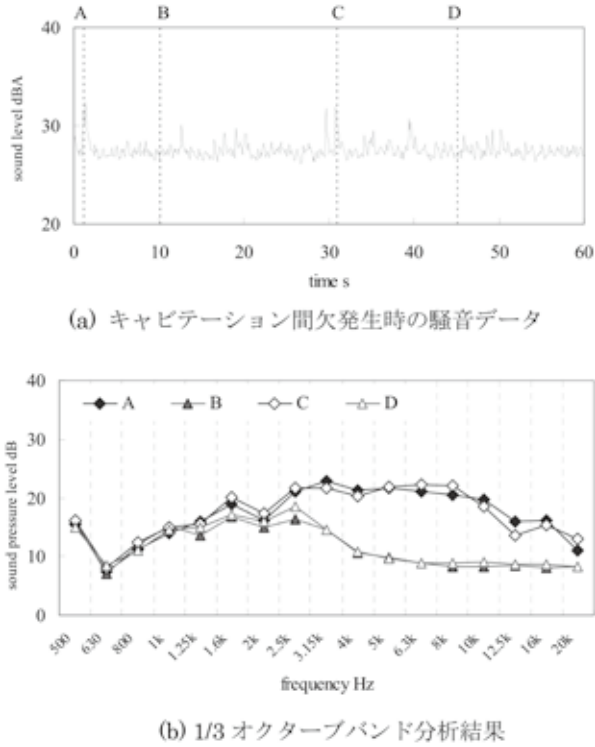 A B C D
40
30
20
sound level dBA
0 10 20 30 40 50 60
time s
(a) キャビテーション間欠発生時の騒音データ
40
30
20
10
0
A B C D
sound pressure level dB
500 630 800 1k 1.25k 1.6k 2k 2.5k 3.15k 4k 5k 6.3k 8k 10k 12.5k 16k 20k
frequency Hz
(b) 1/3 オクターブバンド分析結果